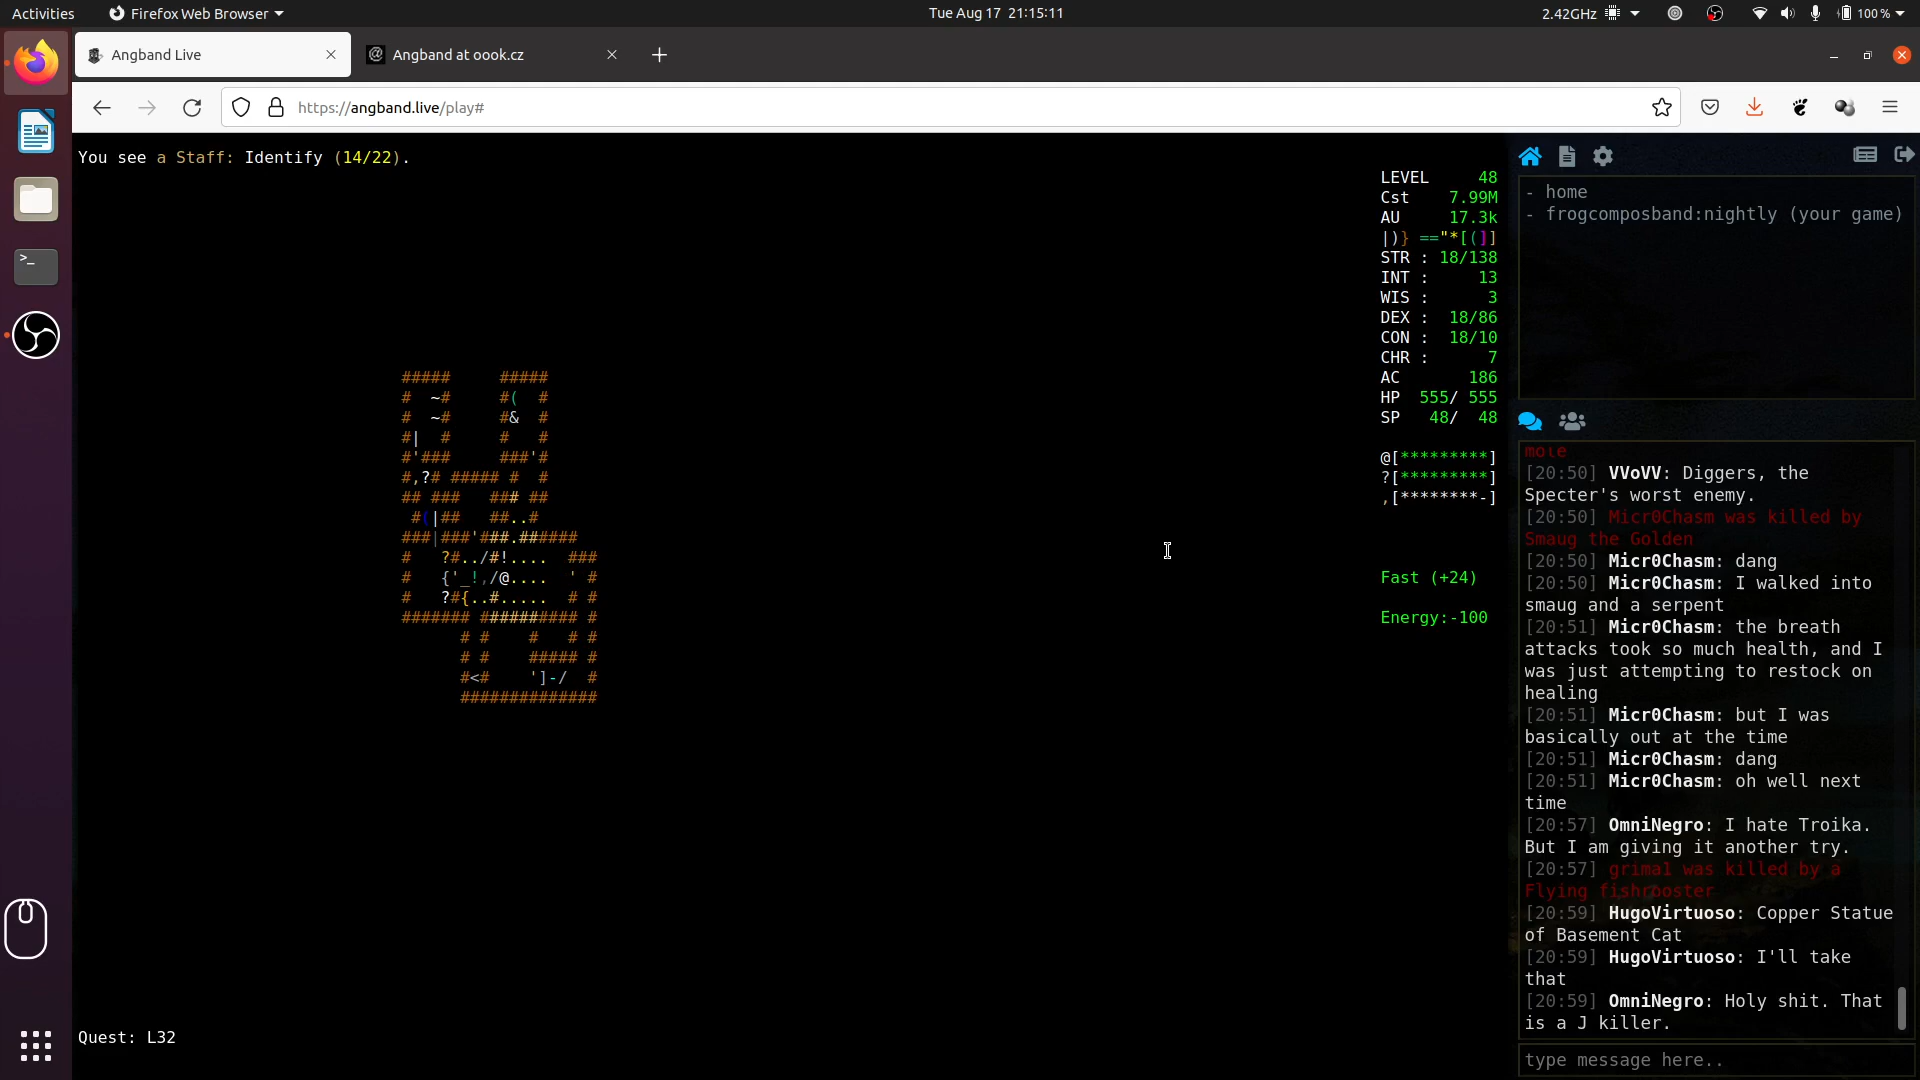 Activities Firefox Web Browser Tue Aug 17 21:15:11 2.42GHz 100 %
Angband Live Angband at oook.cz
https://angband.live/play#
You see a Staff: Identify (14/22).
LEVEL 48
Cst 7.99M
AU 17.3k
|)} =="*[(]]
STR : 18/138
INT : 13
WIS : 3
DEX : 18/86
CON : 18/10
CHR : 7
AC 186
HP 555/ 555
SP 48/ 48
@[*********]
?[*********]
,[********-]
Fast (+24)
Energy:-100
#####     #####
#  ~#     #(  #
#  ~#     #&  #
#|  #     #   #
#'###     ###'#
#,?# ##### #  #
## ###   ### ##
 #(|##   ##..#
###|###'###.######
#   ?#../#!....  ###
#   {'_!,/@....  ' #
#   ?#{..#.....  # #
####### ########## #
      # #    #   # #
      # #    ##### #
      #<#    ']-/  #
      ##############
Quest: L32
- home
- frogcomposband:nightly (your game)
mote
[20:50] VVoVV: Diggers, the
Specter's worst enemy.
[20:50] Micr0Chasm was killed by
Smaug the Golden
[20:50] Micr0Chasm: dang
[20:50] Micr0Chasm: I walked into
smaug and a serpent
[20:51] Micr0Chasm: the breath
attacks took so much health, and I
was just attempting to restock on
healing
[20:51] Micr0Chasm: but I was
basically out at the time
[20:51] Micr0Chasm: dang
[20:51] Micr0Chasm: oh well next
time
[20:57] OmniNegro: I hate Troika.
But I am giving it another try.
[20:57] grima1 was killed by a
Flying fishrooster
[20:59] HugoVirtuoso: Copper Statue
of Basement Cat
[20:59] HugoVirtuoso: I'll take
that
[20:59] OmniNegro: Holy shit. That
is a J killer.
type message here..